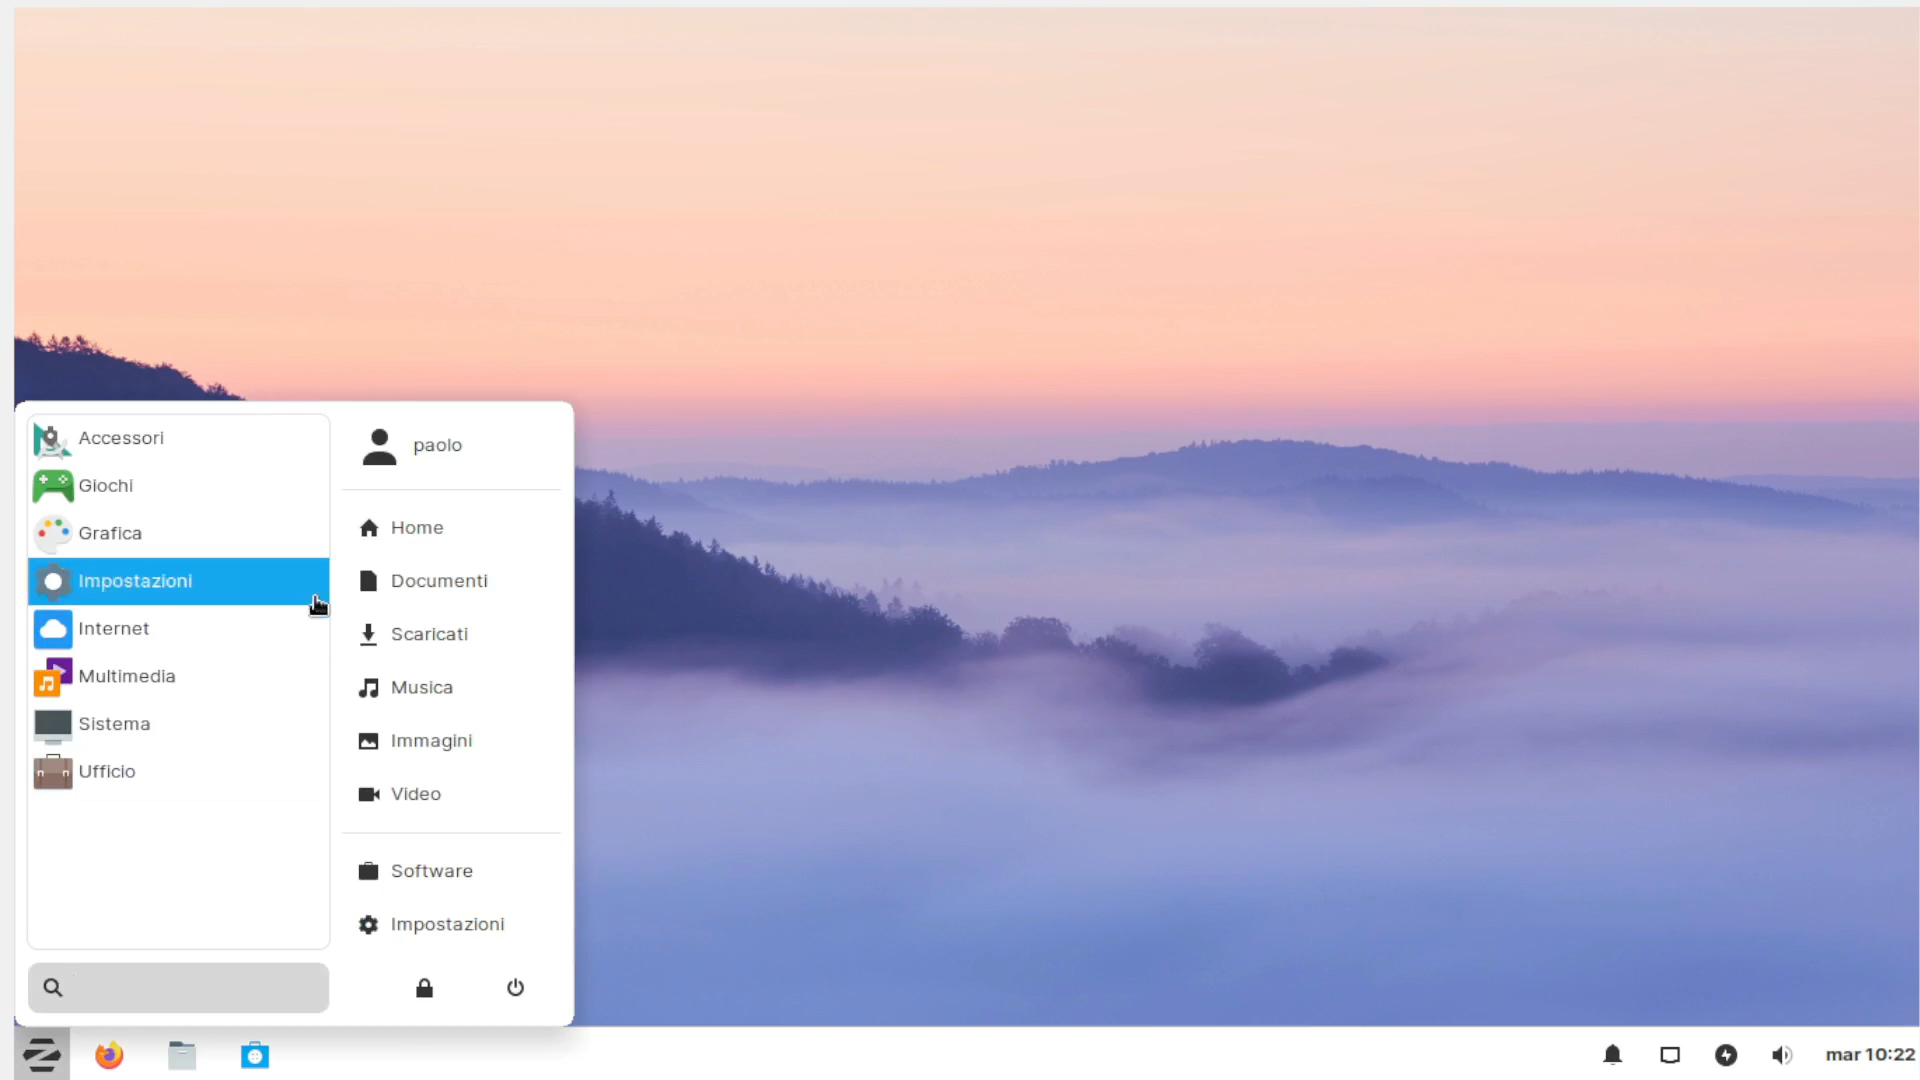 Accessori
Giochi
Grafica
Impostazioni
Internet
Multimedia
Sistema
Ufficio
paolo
Home
Documenti
Scaricati
Musica
Immagini
Video
Software
Impostazioni
mar 10:22